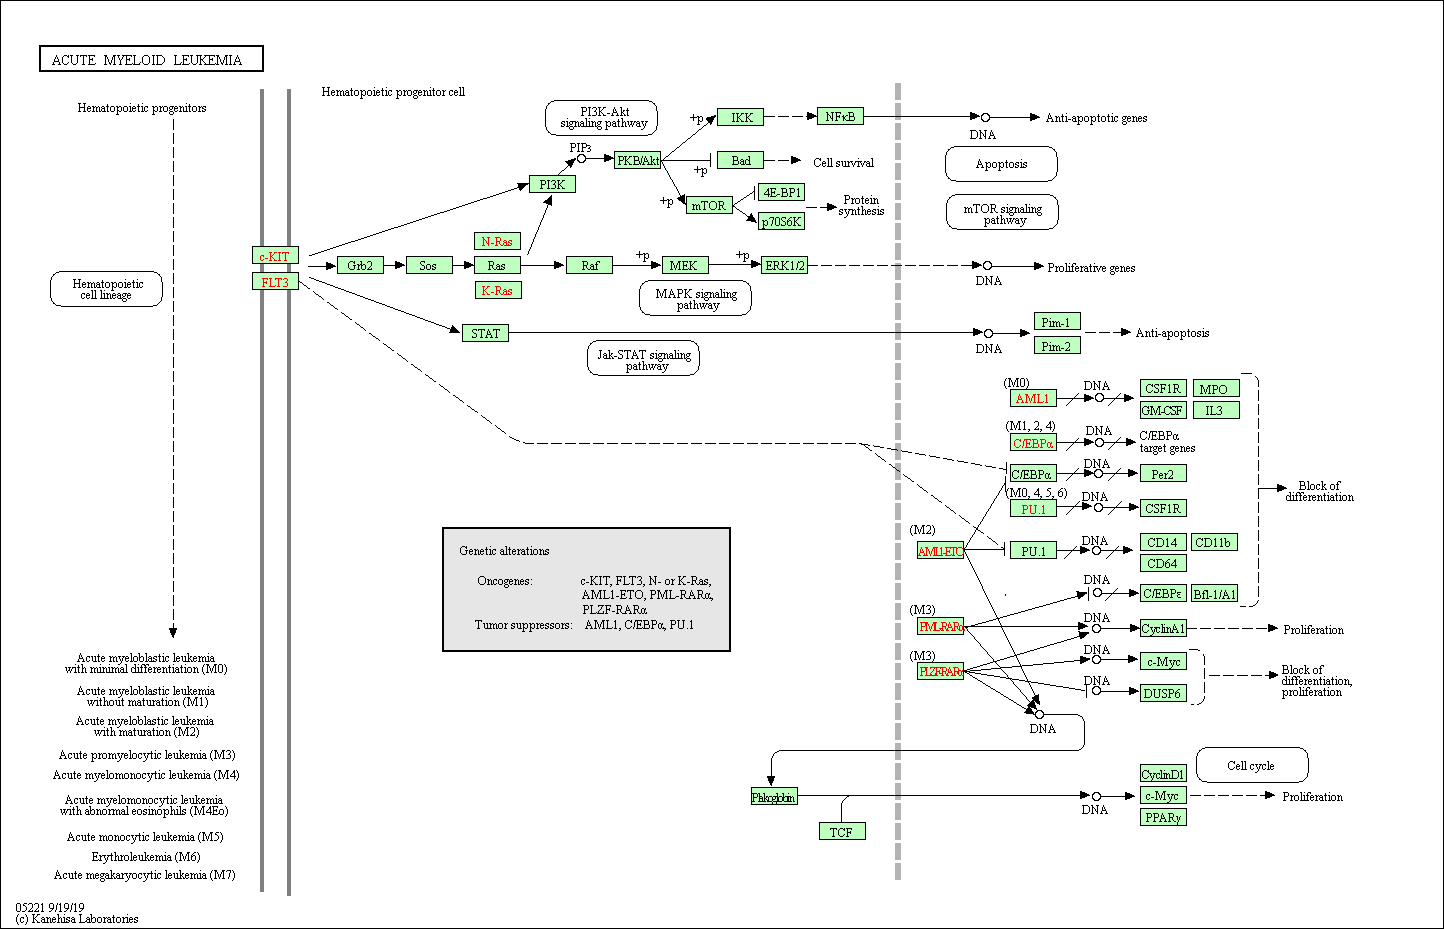 ACUTE MYELOID LEUKEMIA
Hematopoietic progenitors
Hematopoietic progenitor cell
PI3K-Akt
signaling pathway
+p
IKK
NFκB
DNA
Anti-apoptotic genes
PIP3
PKB/Akt
+p
Bad
Cell survival
Apoptosis
PI3K
+p
mTOR
4E-BP1
p70S6K
Protein
synthesis
mTOR signaling
pathway
c-KIT
FLT3
Grb2
Sos
N-Ras
Ras
K-Ras
Raf
+p
MEK
+p
ERK1/2
DNA
Proliferative genes
Hematopoietic
cell lineage
MAPK signaling
pathway
STAT
Jak-STAT signaling
pathway
DNA
Pim-1
Pim-2
Anti-apoptosis
(M0)
AML1
DNA
CSF1R
MPO
GM-CSF
IL3
(M1, 2, 4)
C/EBPα
DNA
C/EBPα
target genes
C/EBPα
DNA
Per2
(M0, 4, 5, 6)
PU.1
DNA
CSF1R
Block of
differentiation
(M2)
AML1-ETO
PU.1
DNA
CD14
CD11b
CD64
DNA
C/EBPε
Bfl-1/A1
(M3)
PML-RARα
DNA
CyclinA1
Proliferation
(M3)
PLZF-RARα
DNA
c-Myc
DNA
DUSP6
Block of
differentiation,
proliferation
DNA
Genetic alterations
Oncogenes: c-KIT, FLT3, N- or K-Ras,
AML1-ETO, PML-RARα,
PLZF-RARα
Tumor suppressors: AML1, C/EBPα, PU.1
Plakoglobin
TCF
DNA
CyclinD1
c-Myc
PPARγ
Cell cycle
Proliferation
Acute myeloblastic leukemia
with minimal differentiation (M0)
Acute myeloblastic leukemia
without maturation (M1)
Acute myeloblastic leukemia
with maturation (M2)
Acute promyelocytic leukemia (M3)
Acute myelomonocytic leukemia (M4)
Acute myelomonocytic leukemia
with abnormal eosinophils (M4Eo)
Acute monocytic leukemia (M5)
Erythroleukemia (M6)
Acute megakaryocytic leukemia (M7)
05221 9/19/19
(c) Kanehisa Laboratories